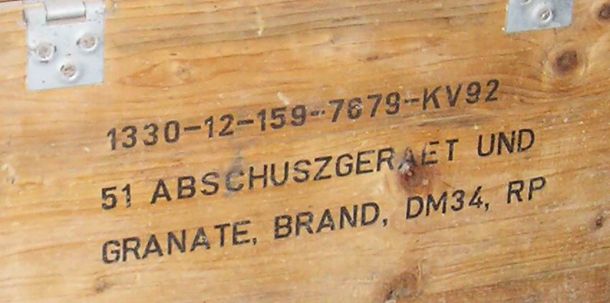 1330-12-159-7679-KV92
51 ABSCHUSZGERAET UND
GRANATE, BRAND, DM34, RP